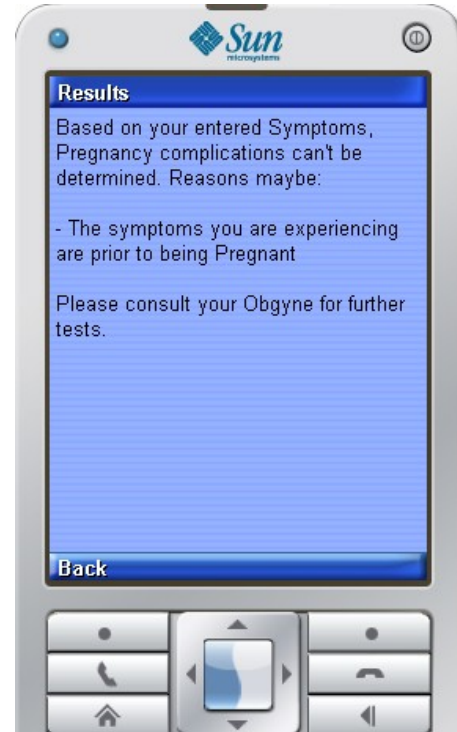 Sun
microsystems
Results
Based on your entered Symptoms,
Pregnancy complications can't be
determined. Reasons maybe:
- The symptoms you are experiencing
are prior to being Pregnant
Please consult your Obgyne for further
tests.
Back